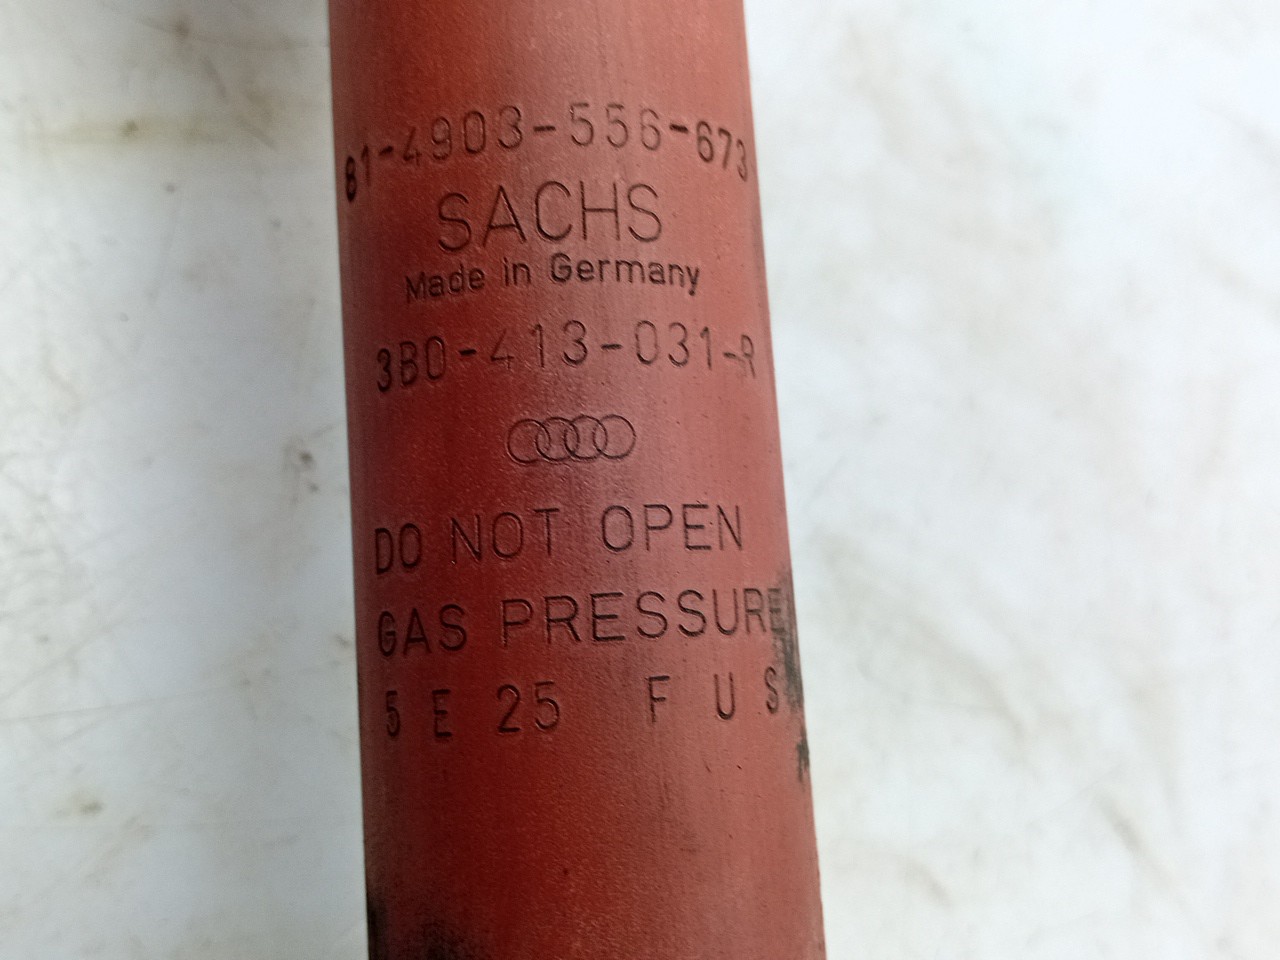 81-4903-556-673
SACHS
Made in Germany
3B0-413-031-R
DO NOT OPEN
GAS PRESSURE
5 E 25 F U S